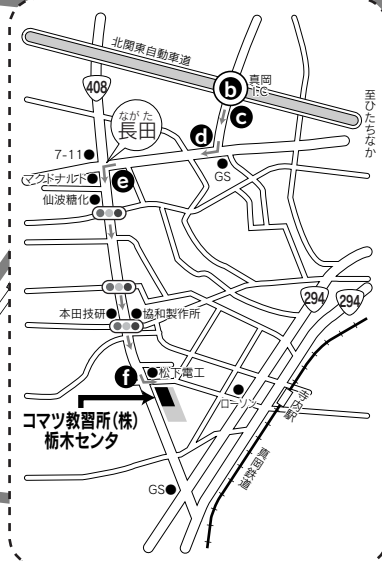 北関東自動車道
408
b
真岡
IC
至ひたちなか
c
d
ながた
長田
7-11
GS
マクドナルド
e
仙波糖化
294
294
本田技研
協和製作所
f
松下電工
コマツ教習所(株)
栃木センタ
ローソン
寺内駅
真岡鉄道
GS